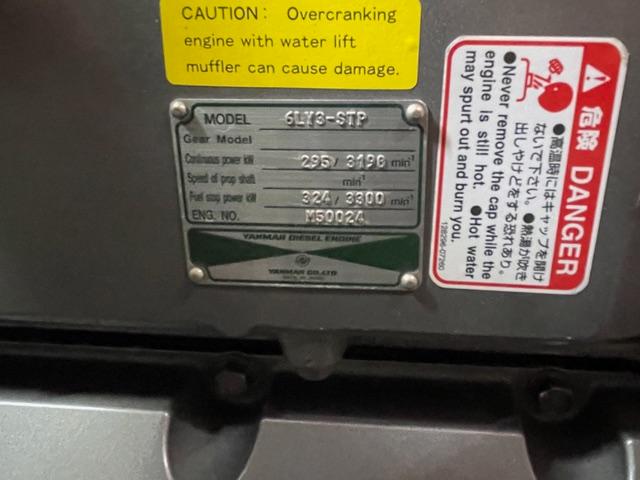 CAUTION: Overcranking
engine with water lift
muffler can cause damage.
MODEL 6LY3-STP
Gear Model
Continuous power kW 295/3198 min⁻¹
Speed of prop shaft min⁻¹
Fuel stop power kW 324/3300 min⁻¹
ENG. NO. M50024
YANMAR DIESEL ENGINE
YANMAR CO.,LTD.
危険 DANGER
●高温時にはキャップを開け
ないで下さい。●熱湯が吹き
出しやけどをする恐れあり。
●Never remove the cap while the
engine is still hot. ●Hot water
may spurt out and burn you.
128296-07260